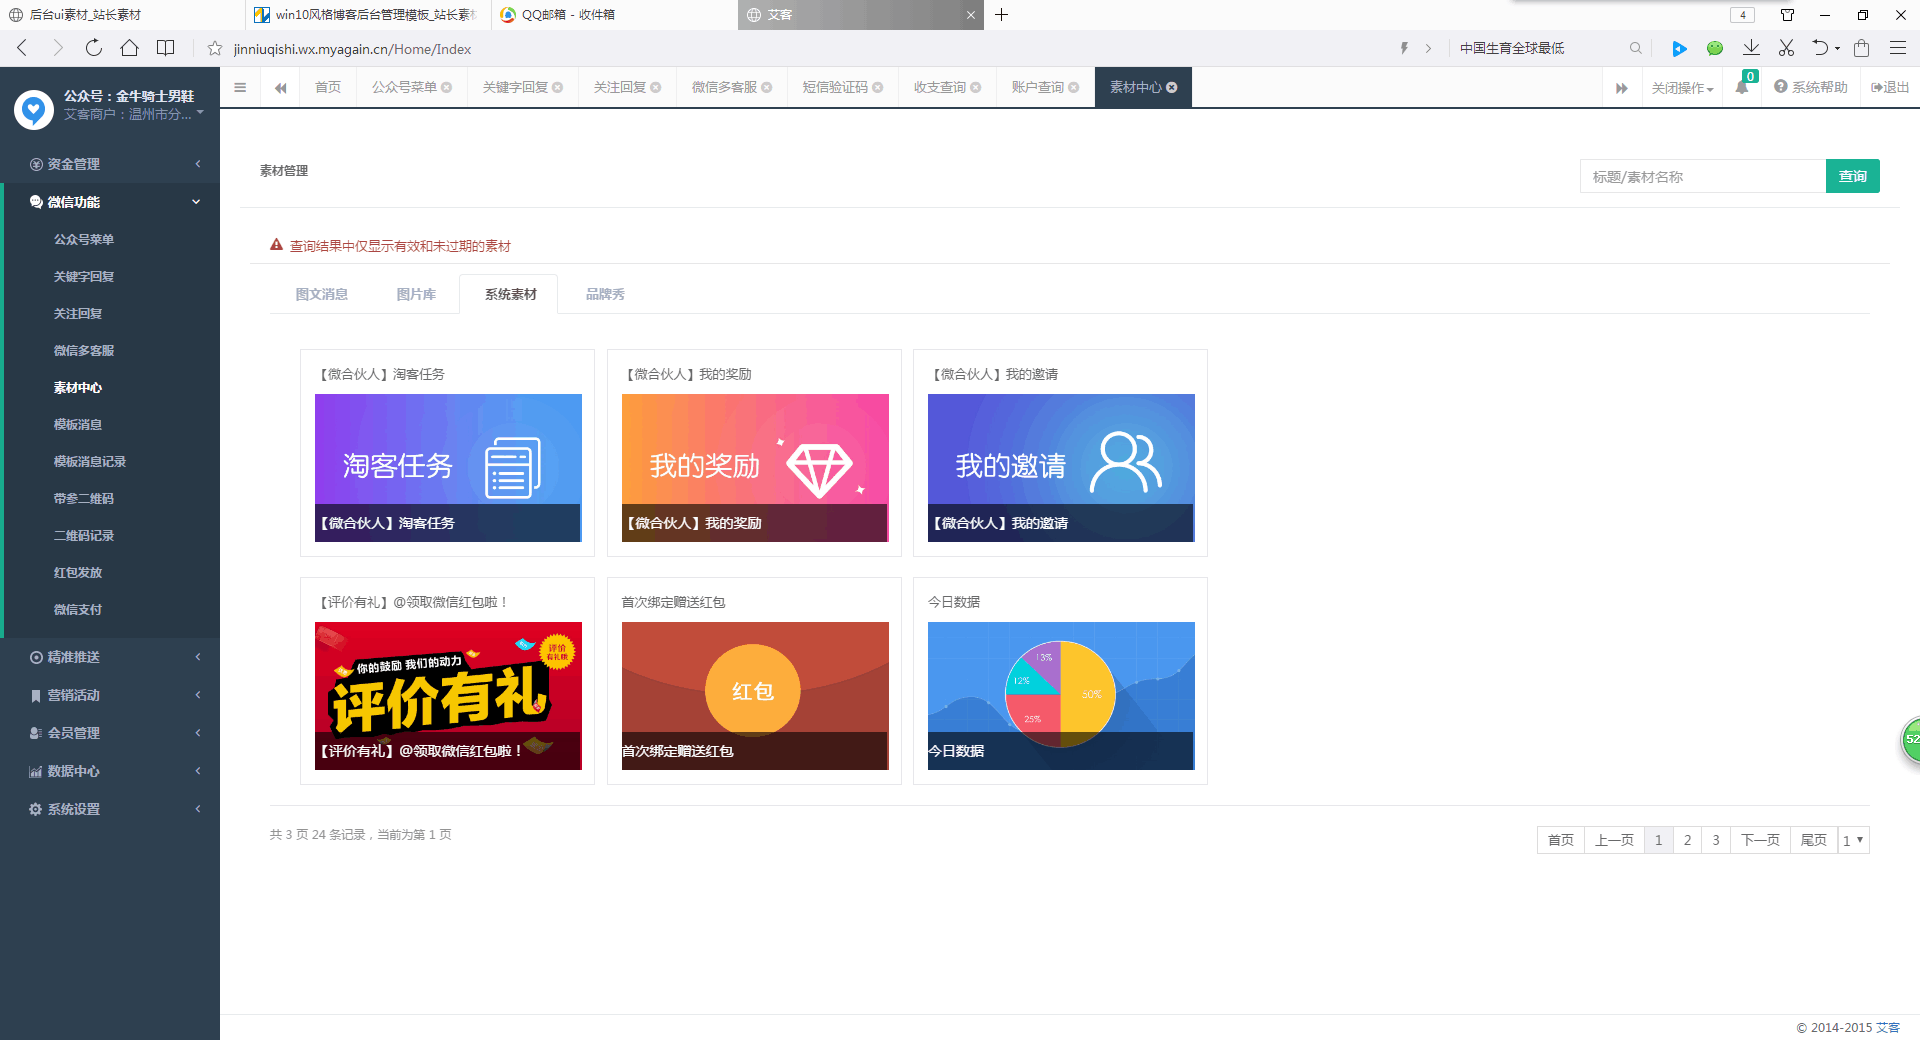 后台ui素材_站长素材
win10风格博客后台管理模板_站长素材
QQ邮箱 - 收件箱
艾客
4
jinniuqishi.wx.myagain.cn/Home/Index
中国生育全球最低
公众号：金牛骑士男鞋
艾客商户：温州市分...
首页
公众号菜单
关键字回复
关注回复
微信多客服
短信验证码
收支查询
账户查询
素材中心
关闭操作
0
系统帮助
退出
资金管理
微信功能
公众号菜单
关键字回复
关注回复
微信多客服
素材中心
模板消息
模板消息记录
带参二维码
二维码记录
红包发放
微信支付
精准推送
营销活动
会员管理
数据中心
系统设置
素材管理
标题/素材名称
查询
查询结果中仅显示有效和未过期的素材
图文消息
图片库
系统素材
品牌秀
【微合伙人】淘客任务
淘客任务
【微合伙人】淘客任务
【微合伙人】我的奖励
我的奖励
【微合伙人】我的奖励
【微合伙人】我的邀请
我的邀请
【微合伙人】我的邀请
【评价有礼】@领取微信红包啦！
你的鼓励 我们的动力
评价
有礼哦
评价有礼
【评价有礼】@领取微信红包啦！
首次绑定赠送红包
红包
首次绑定赠送红包
今日数据
13%
12%
50%
25%
今日数据
共 3 页 24 条记录，当前为第 1 页
首页
上一页
1
2
3
下一页
尾页
1
52
© 2014-2015 艾客